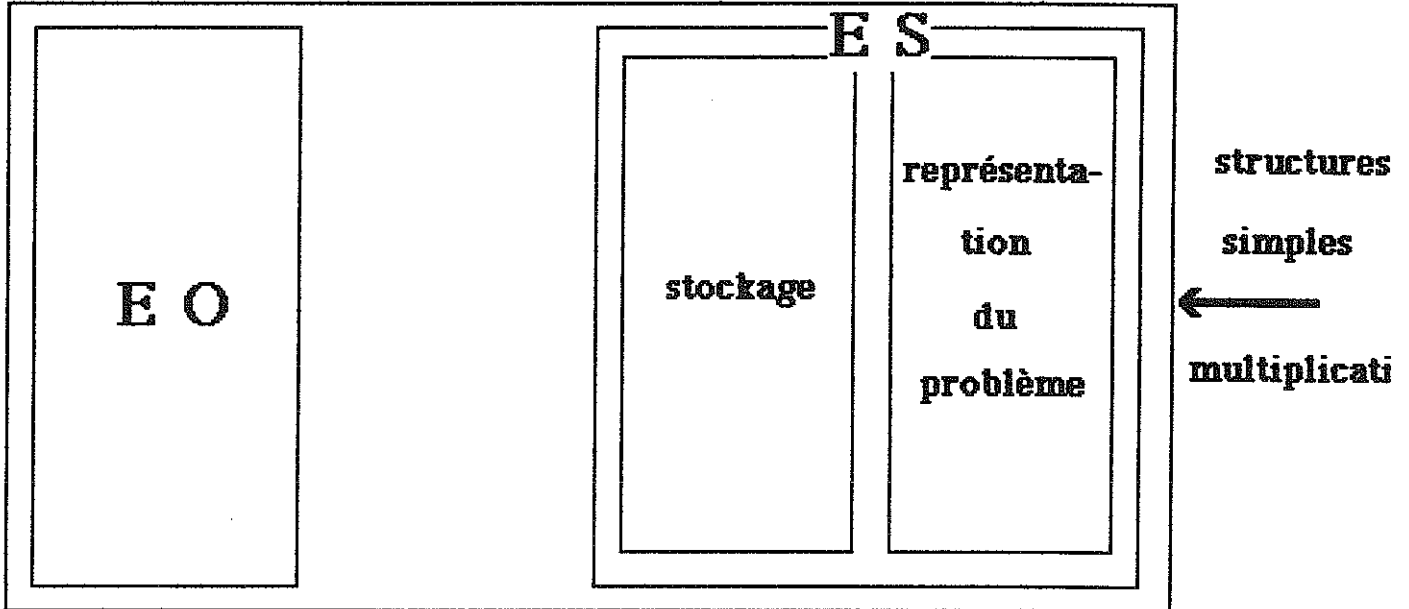 E S
E O
stockage
représenta-
tion
du
problème
structures
simples
multiplicati